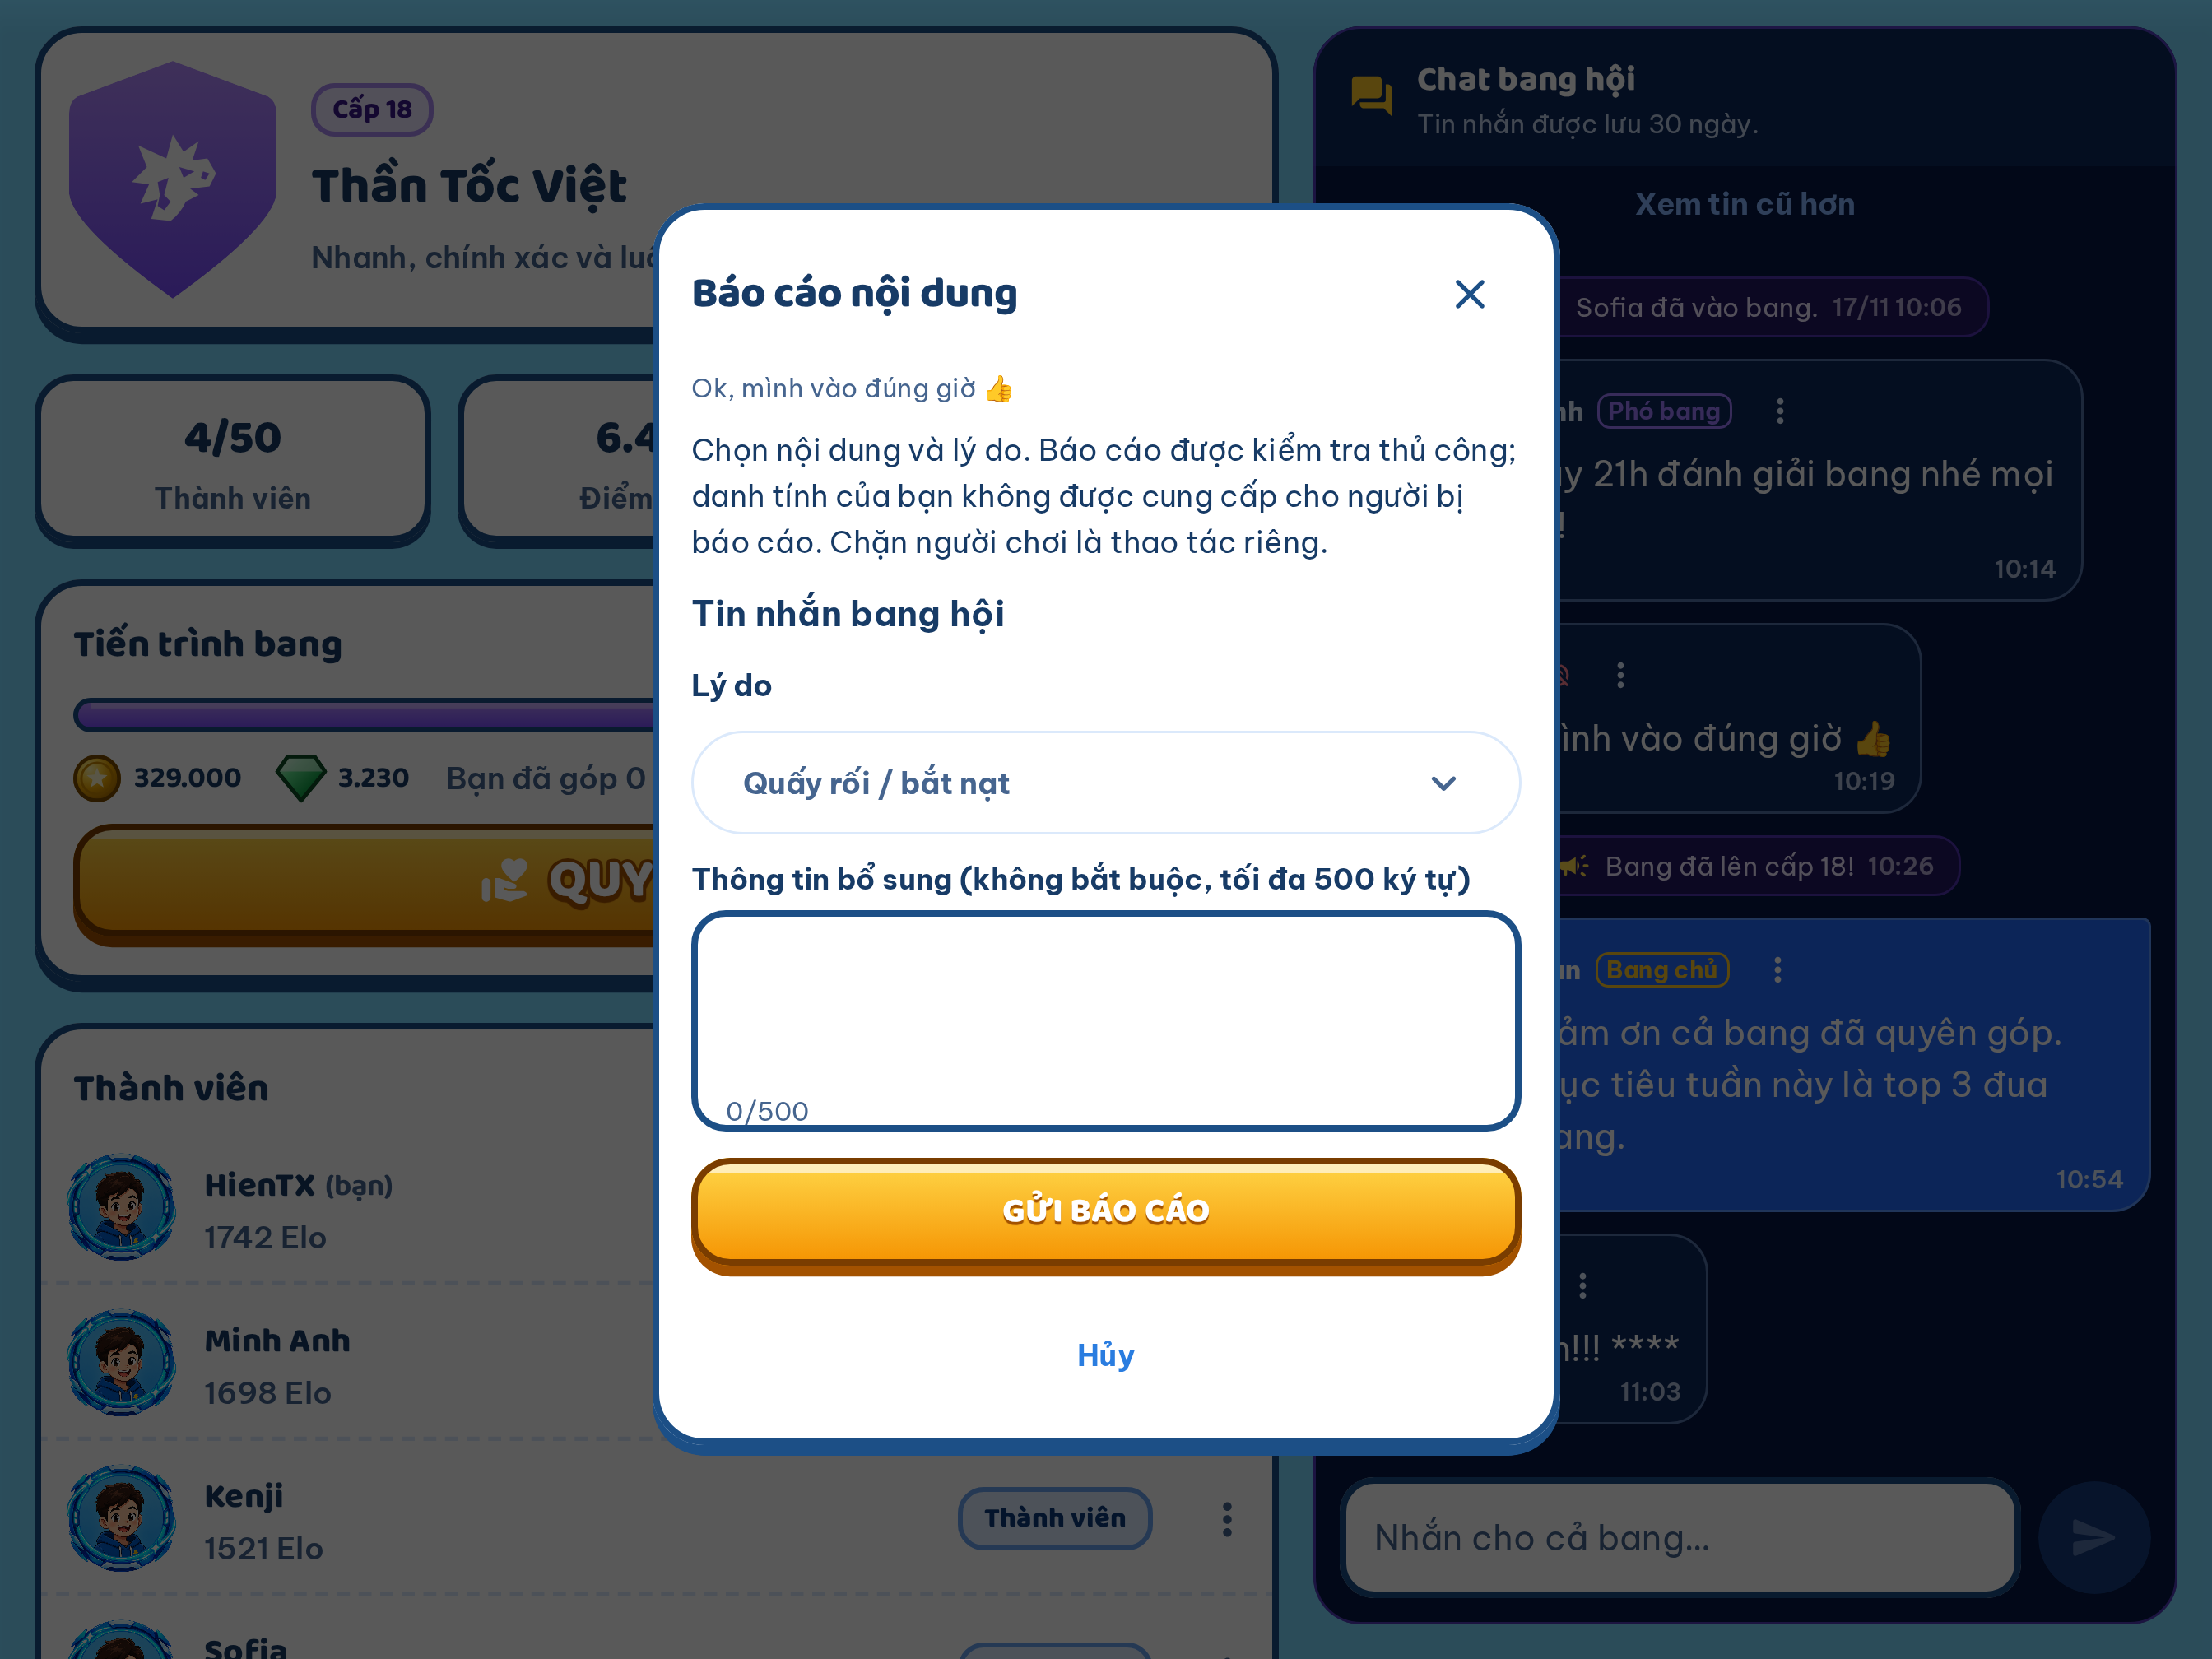 Cấp 18
Thần Tốc Việt
Nhanh, chính xác và
4/50
Thành viên
6.4
Điểm
Tiến trình bang
329.000
3.230
Bạn đã góp 0
Thành viên
HienTX (bạn)
1742 Elo
Minh Anh
1698 Elo
Kenji
1521 Elo
Thành viên
Sofia
Báo cáo nội dung
Ok, mình vào đúng giờ 👍
Chọn nội dung và lý do. Báo cáo được kiểm tra thủ công;
danh tính của bạn không được cung cấp cho người bị
báo cáo. Chặn người chơi là thao tác riêng.
Tin nhắn bang hội
Lý do
Quấy rối / bắt nạt
Thông tin bổ sung (không bắt buộc, tối đa 500 ký tự)
0/500
GỬI BÁO CÁO
Hủy
Chat bang hội
Tin nhắn được lưu 30 ngày.
Xem tin cũ hơn
Sofia đã vào bang. 17/11 10:06
Phó bang
21h đánh giải bang nhé mọi
10:14
vào đúng giờ 👍
10:19
Bang đã lên cấp 18! 10:26
Bang chủ
ơn cả bang đã quyên góp.
tiêu tuần này là top 3 đua
10:54
!!! ****
11:03
Nhắn cho cả bang...